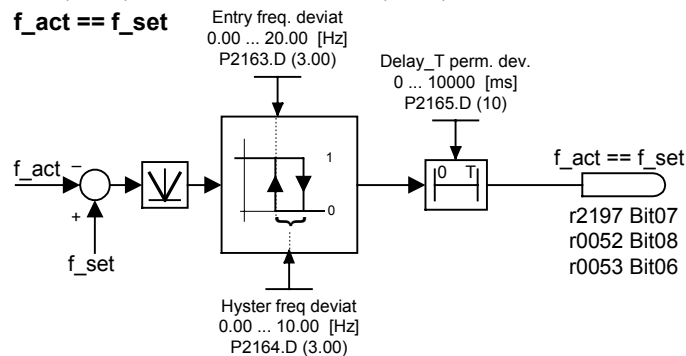 f_act == f_set
Entry freq. deviat
0.00 ... 20.00 [Hz]
P2163.D (3.00)
Delay_T perm. dev.
0 ... 10000 [ms]
P2165.D (10)
f_act
–
+
f_set
1
0
0 T
f_act == f_set
r2197 Bit07
r0052 Bit08
r0053 Bit06
Hyster freq deviat
0.00 ... 10.00 [Hz]
P2164.D (3.00)